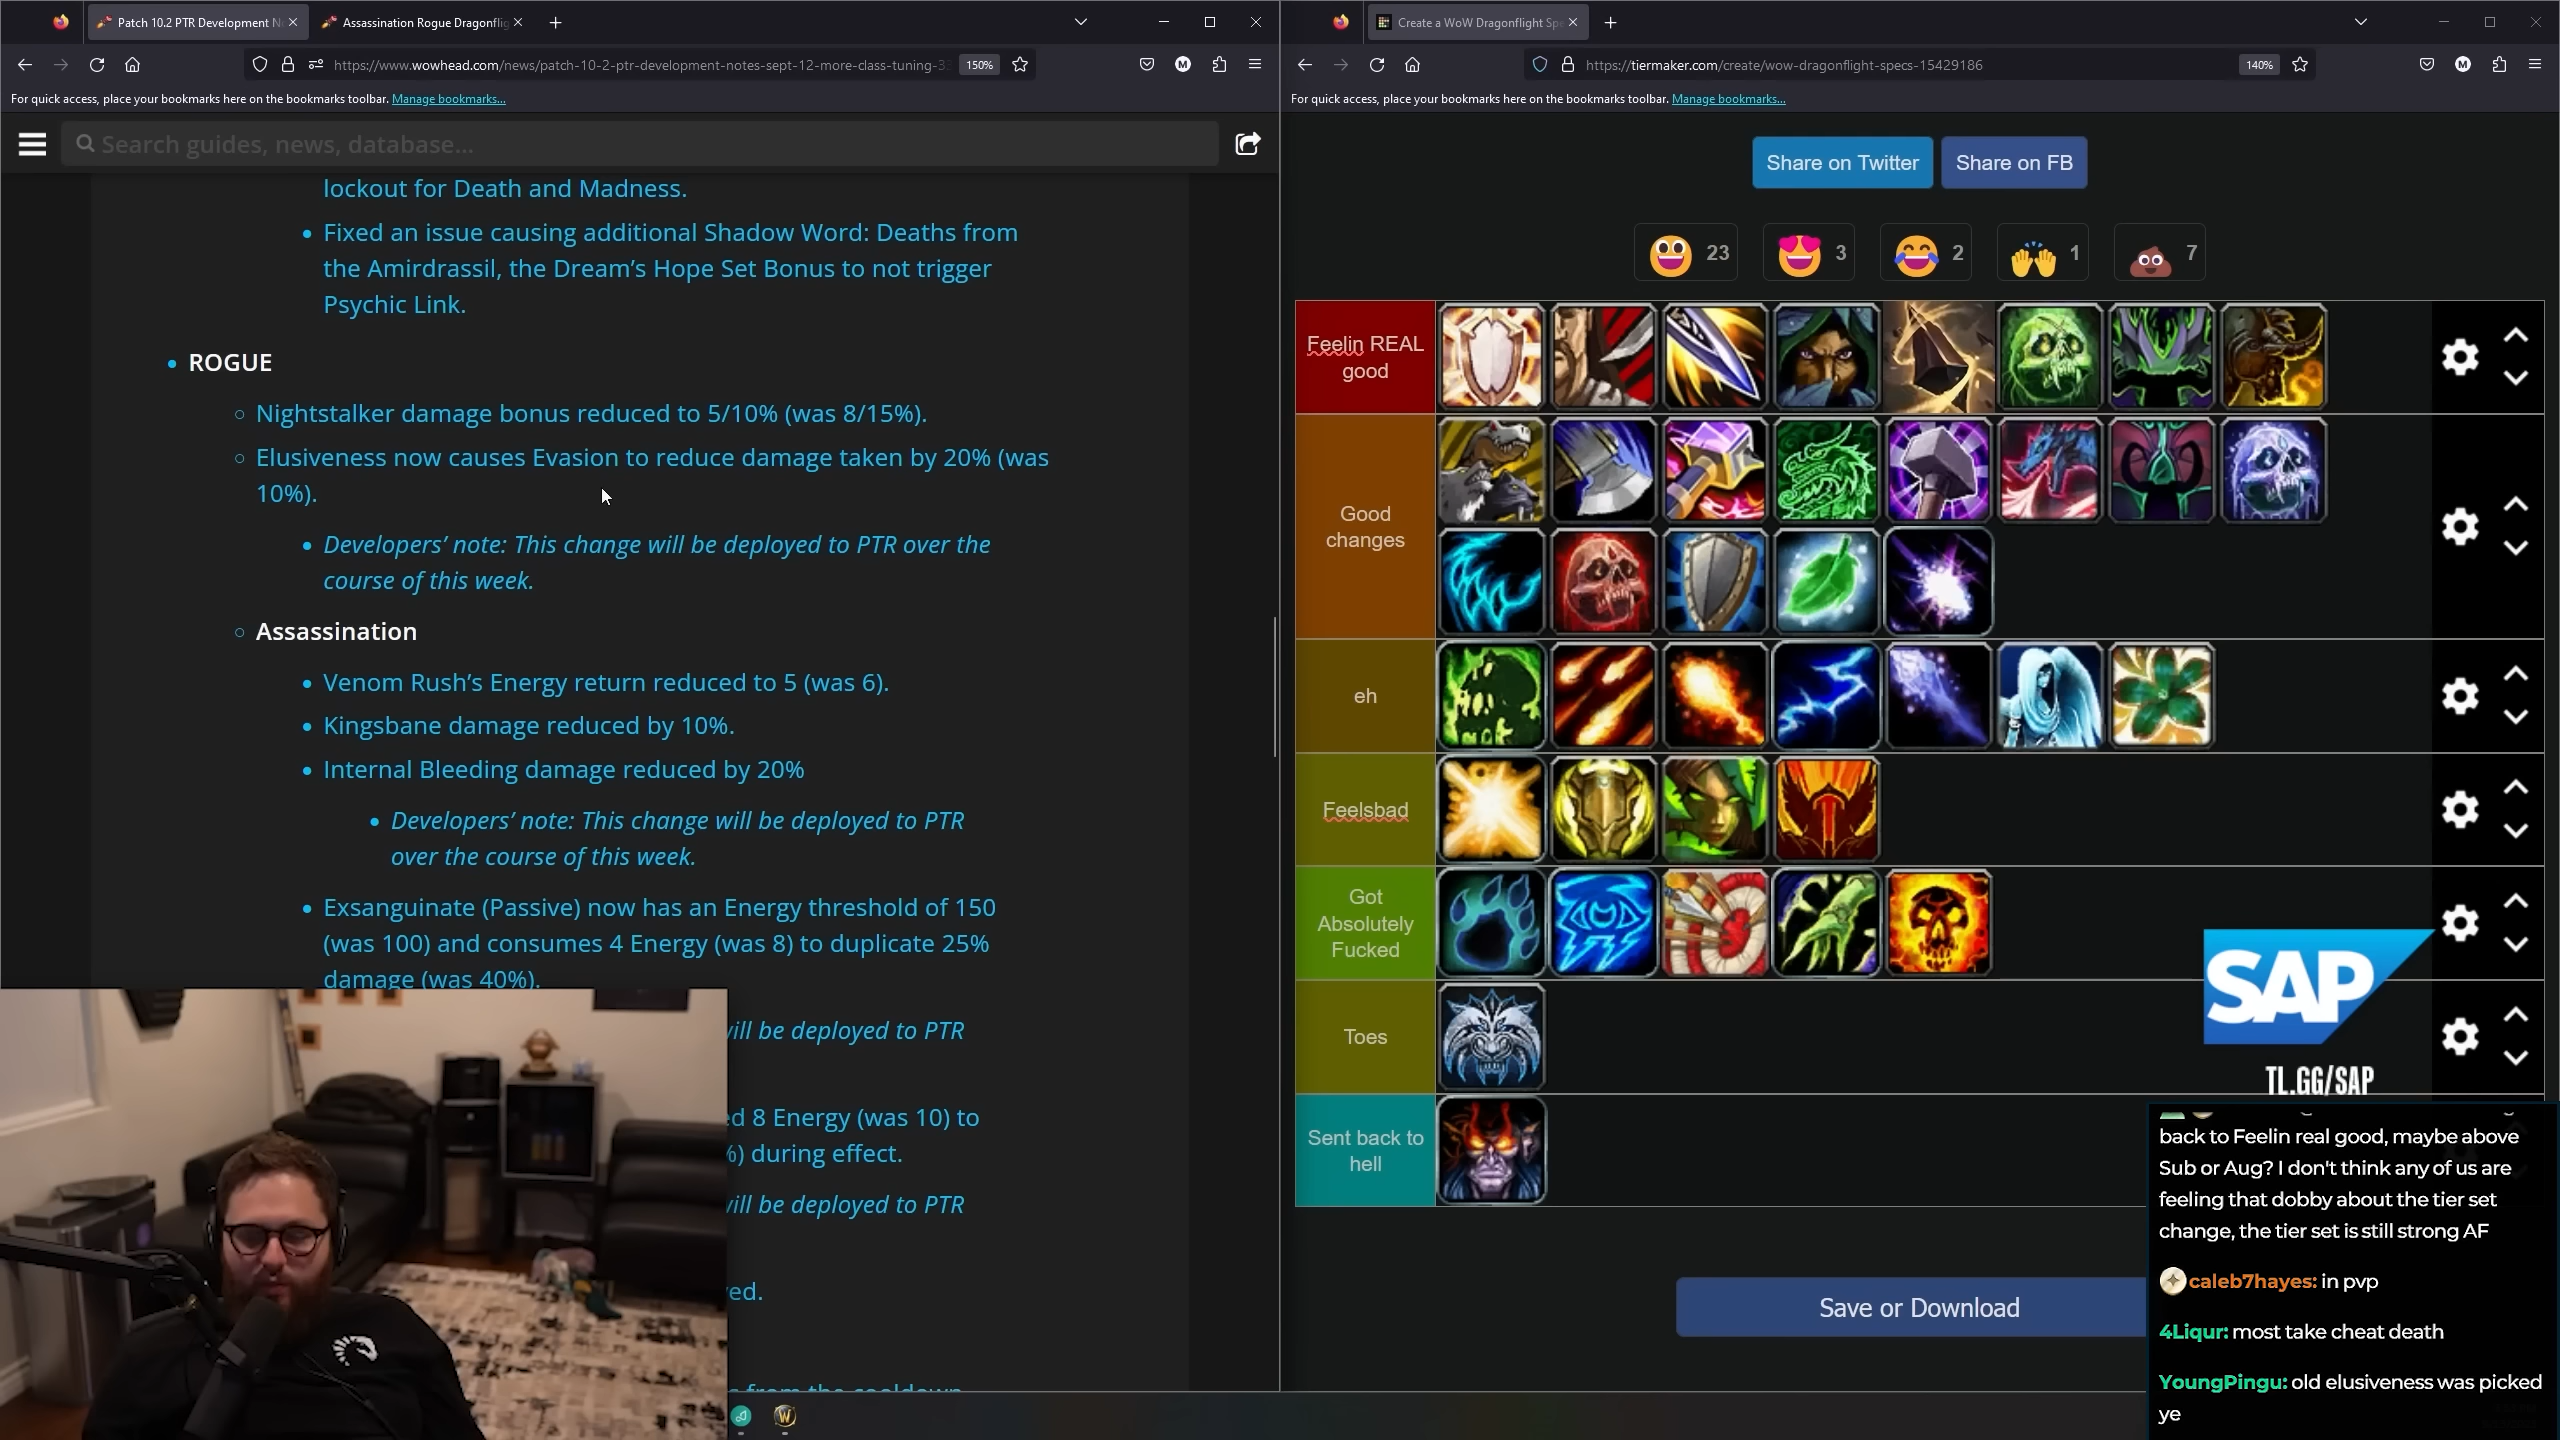 Patch 10.2 PTR Development N
Assassination Rogue Dragonflig
https://www.wowhead.com/news/patch-10-2-ptr-development-notes-sept-12-more-class-tuning-33
150%
For quick access, place your bookmarks here on the bookmarks toolbar. Manage bookmarks...
Search guides, news, database...
lockout for Death and Madness.
Fixed an issue causing additional Shadow Word: Deaths from
the Amirdrassil, the Dream's Hope Set Bonus to not trigger
Psychic Link.
ROGUE
Nightstalker damage bonus reduced to 5/10% (was 8/15%).
Elusiveness now causes Evasion to reduce damage taken by 20% (was
10%).
Developers' note: This change will be deployed to PTR over the
course of this week.
Assassination
Venom Rush's Energy return reduced to 5 (was 6).
Kingsbane damage reduced by 10%.
Internal Bleeding damage reduced by 20%
Developers' note: This change will be deployed to PTR
over the course of this week.
Exsanguinate (Passive) now has an Energy threshold of 150
(was 100) and consumes 4 Energy (was 8) to duplicate 25%
damage (was 40%).
will be deployed to PTR
ed 8 Energy (was 10) to
%) during effect.
will be deployed to PTR
ved.
from the cooldown
Create a WoW Dragonflight Spe
https://tiermaker.com/create/wow-dragonflight-specs-15429186
140%
For quick access, place your bookmarks here on the bookmarks toolbar. Manage bookmarks...
Share on Twitter
Share on FB
23
3
2
1
7
Feelin REAL
good
Good
changes
eh
Feelsbad
Got
Absolutely
Fucked
Toes
Sent back to
hell
SAP
TL.GG/SAP
Save or Download
back to Feelin real good, maybe above
Sub or Aug? I don't think any of us are
feeling that dobby about the tier set
change, the tier set is still strong AF
caleb7hayes: in pvp
4Liqur: most take cheat death
YoungPingu: old elusiveness was picked
ye